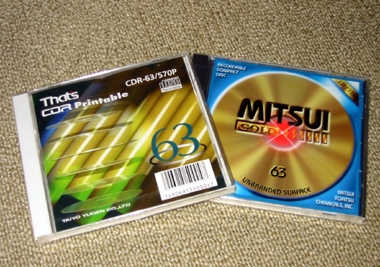 That's
CDR Printable
CDR-63/570P
63
TAIYO YUDEN CO.,LTD
RECORDABLE
COMPACT
DISC
MITSUI
GOLD
63
UNBRANDED SURFACE
MITSUI
TOATSU
CHEMICALS, INC.